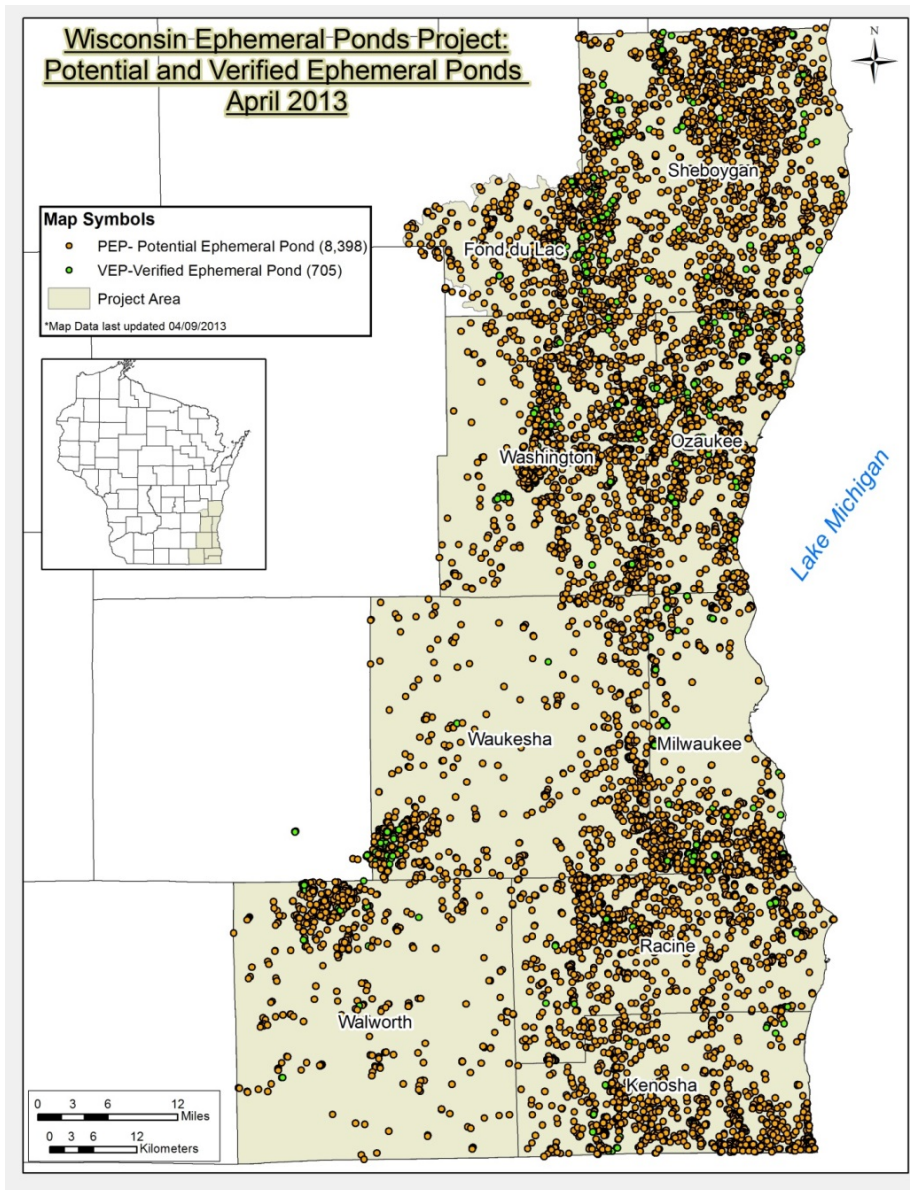 Wisconsin Ephemeral Ponds Project:
Potential and Verified Ephemeral Ponds
April 2013
N
Map Symbols
PEP- Potential Ephemeral Pond (8,398)
VEP-Verified Ephemeral Pond (705)
Project Area
*Map Data last updated 04/09/2013
Sheboygan
Fond du Lac
Washington
Ozaukee
Lake Michigan
Waukesha
Milwaukee
Racine
Walworth
Kenosha
0 3 6 12
Miles
0 3 6 12
Kilometers